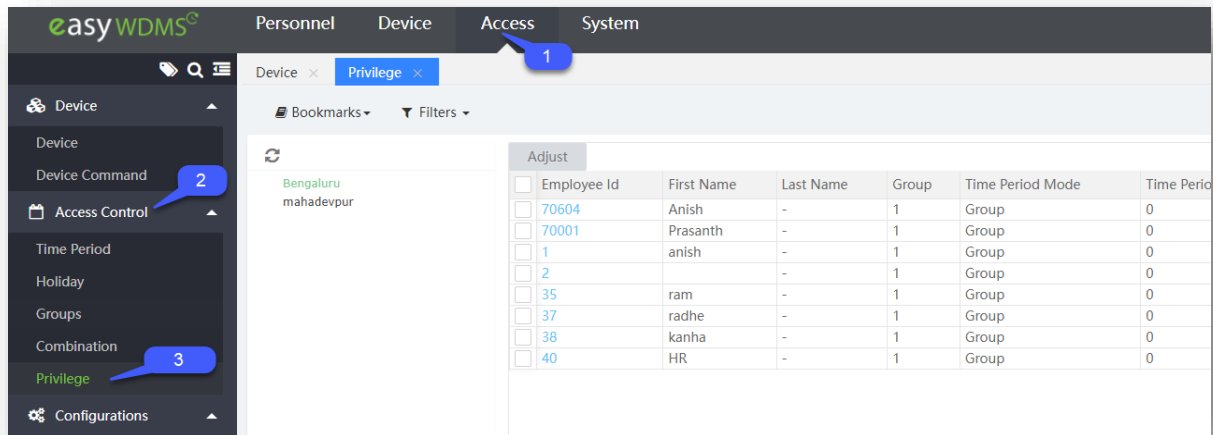 easy WDMS
Personnel Device Access System
1
Device × Privilege ×
Device
Bookmarks Filters
Device
Device Command
2
Access Control
Time Period
Holiday
Groups
Combination
3
Privilege
Configurations
Bengaluru
mahadevpur
Adjust
Employee Id First Name Last Name Group Time Period Mode Time Perio
70604 Anish - 1 Group 0
70001 Prasanth - 1 Group 0
1 anish - 1 Group 0
2 - 1 Group 0
35 ram - 1 Group 0
37 radhe - 1 Group 0
38 kanha - 1 Group 0
40 HR - 1 Group 0